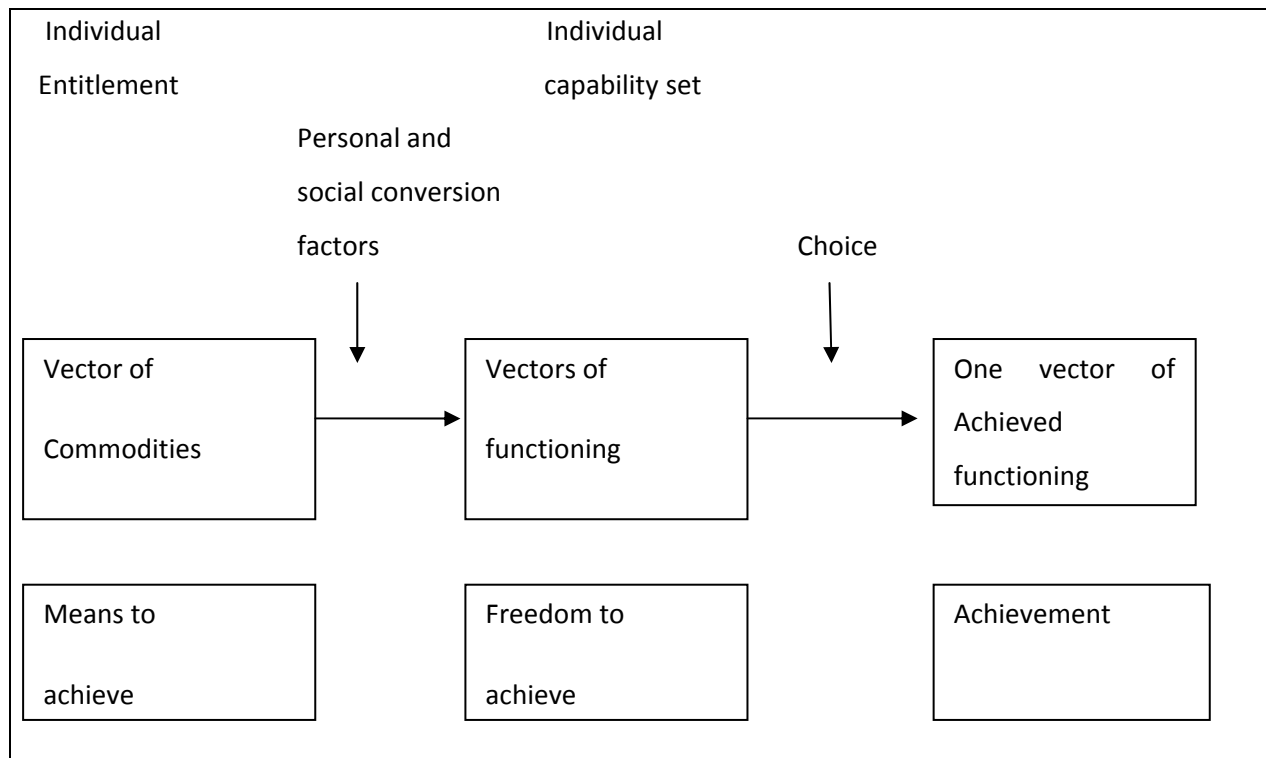 Individual Individual
Entitlement capability set
Personal and
social conversion
factors Choice
Vector of
Commodities
Vectors of
functioning
One vector of
Achieved
functioning
Means to
achieve
Freedom to
achieve
Achievement